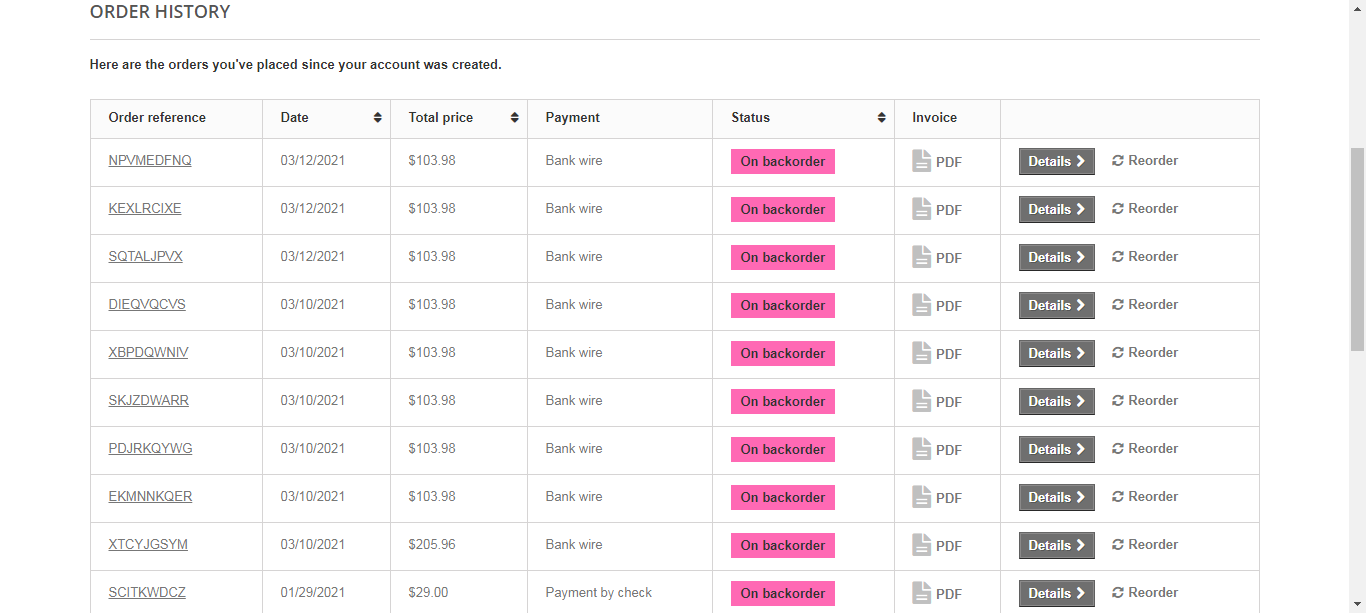 ORDER HISTORY
Here are the orders you've placed since your account was created.
Order reference Date Total price Payment Status Invoice
NPVMEDFNQ 03/12/2021 $103.98 Bank wire On backorder PDF Details Reorder
KEXLRCIXE 03/12/2021 $103.98 Bank wire On backorder PDF Details Reorder
SQTALJPVX 03/12/2021 $103.98 Bank wire On backorder PDF Details Reorder
DIEQVQCVS 03/10/2021 $103.98 Bank wire On backorder PDF Details Reorder
XBPDQWNIV 03/10/2021 $103.98 Bank wire On backorder PDF Details Reorder
SKJZDWARR 03/10/2021 $103.98 Bank wire On backorder PDF Details Reorder
PDJRKQYWG 03/10/2021 $103.98 Bank wire On backorder PDF Details Reorder
EKMNNKQER 03/10/2021 $103.98 Bank wire On backorder PDF Details Reorder
XTCYJGSYM 03/10/2021 $205.96 Bank wire On backorder PDF Details Reorder
SCITKWDCZ 01/29/2021 $29.00 Payment by check On backorder PDF Details Reorder